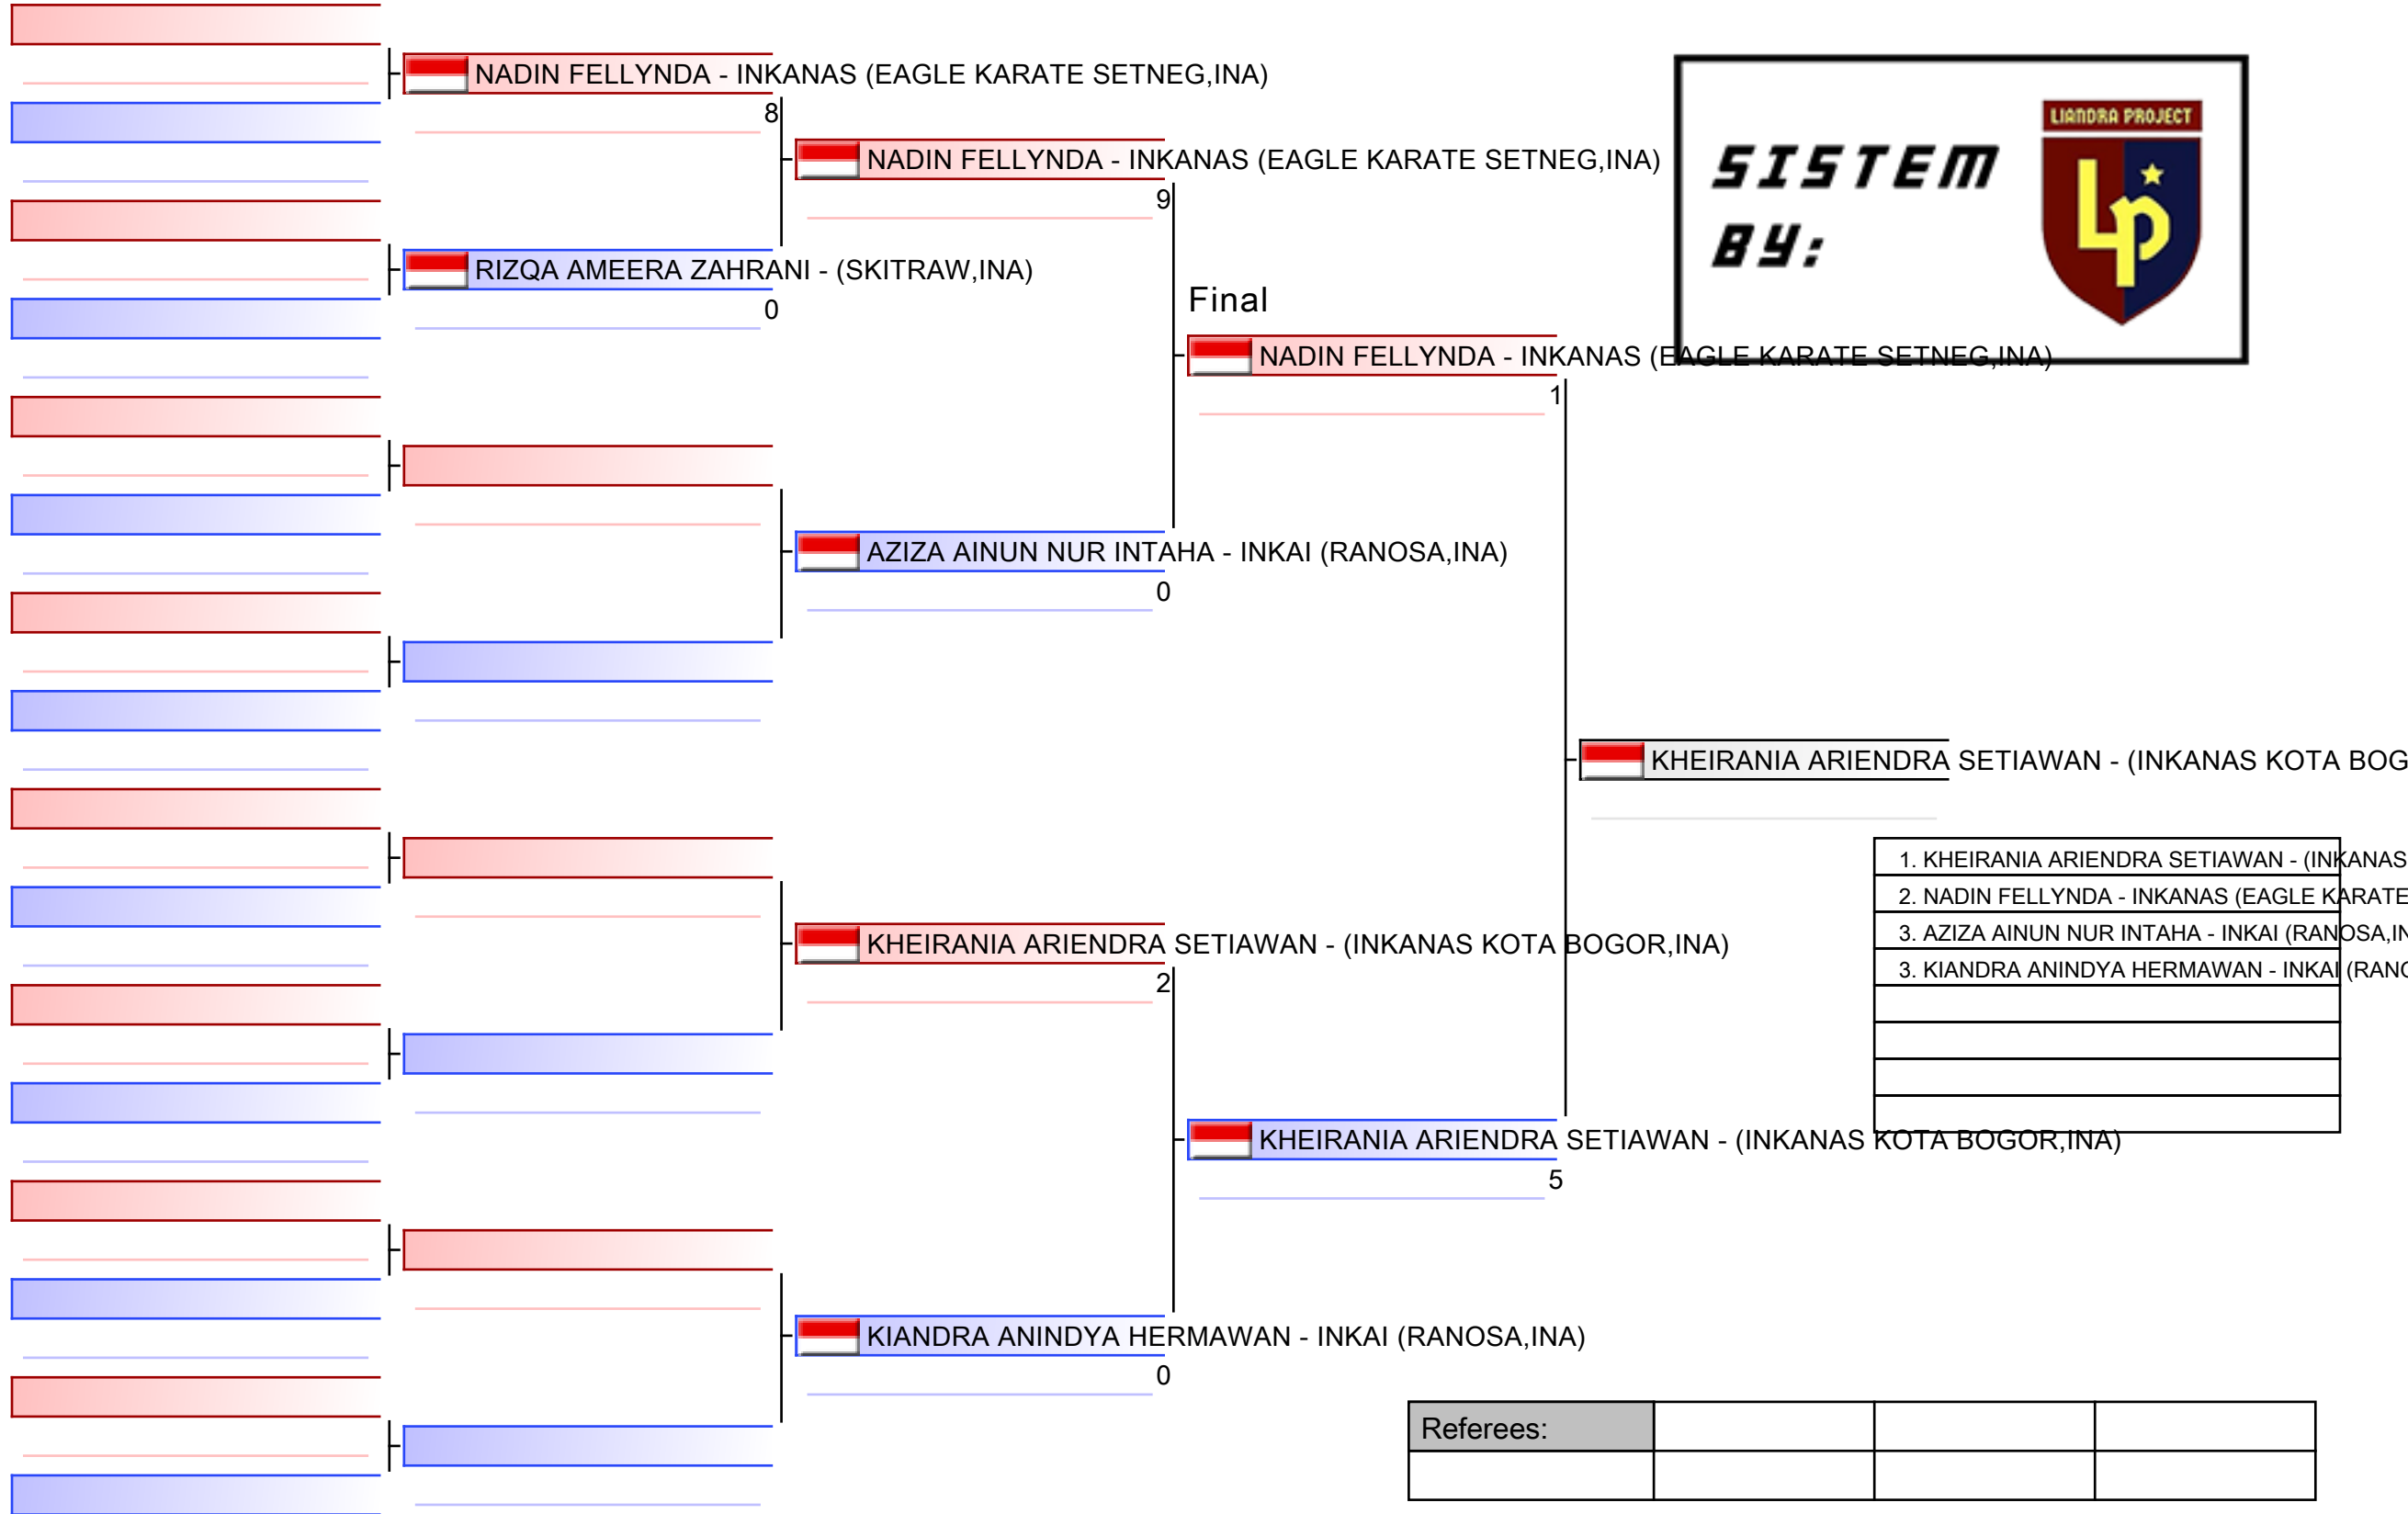 NADIN FELLYNDA - INKANAS (EAGLE KARATE SETNEG,INA)
8
NADIN FELLYNDA - INKANAS (EAGLE KARATE SETNEG,INA)
9
RIZQA AMEERA ZAHRANI - (SKITRAW,INA)
0
LIANDRA PROJECT
SISTEM
BY:
LP
Final
NADIN FELLYNDA - INKANAS (EAGLE KARATE SETNEG,INA)
1
AZIZA AINUN NUR INTAHA - INKAI (RANOSA,INA)
0
KHEIRANIA ARIENDRA SETIAWAN - (INKANAS KOTA BOG
1. KHEIRANIA ARIENDRA SETIAWAN - (INKANAS
2. NADIN FELLYNDA - INKANAS (EAGLE KARATE
3. AZIZA AINUN NUR INTAHA - INKAI (RANOSA,IN
3. KIANDRA ANINDYA HERMAWAN - INKAI (RANO
KHEIRANIA ARIENDRA SETIAWAN - (INKANAS KOTA BOGOR,INA)
2
KHEIRANIA ARIENDRA SETIAWAN - (INKANAS KOTA BOGOR,INA)
5
KIANDRA ANINDYA HERMAWAN - INKAI (RANOSA,INA)
0
Referees: